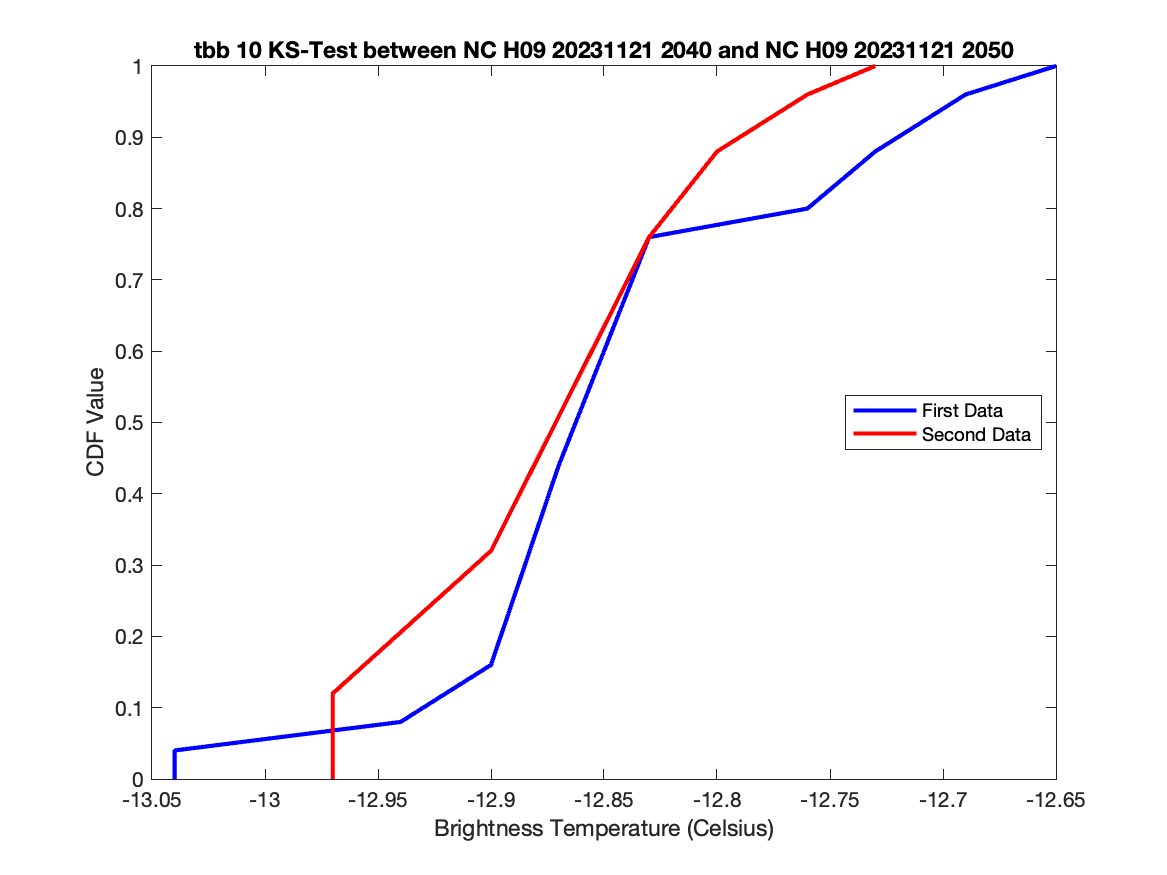 tbb 10 KS-Test between NC H09 20231121 2040 and NC H09 20231121 2050
1
0.9
0.8
0.7
0.6
0.5
0.4
0.3
0.2
0.1
0
CDF Value
First Data
Second Data
-13.05 -13 -12.95 -12.9 -12.85 -12.8 -12.75 -12.7 -12.65
Brightness Temperature (Celsius)